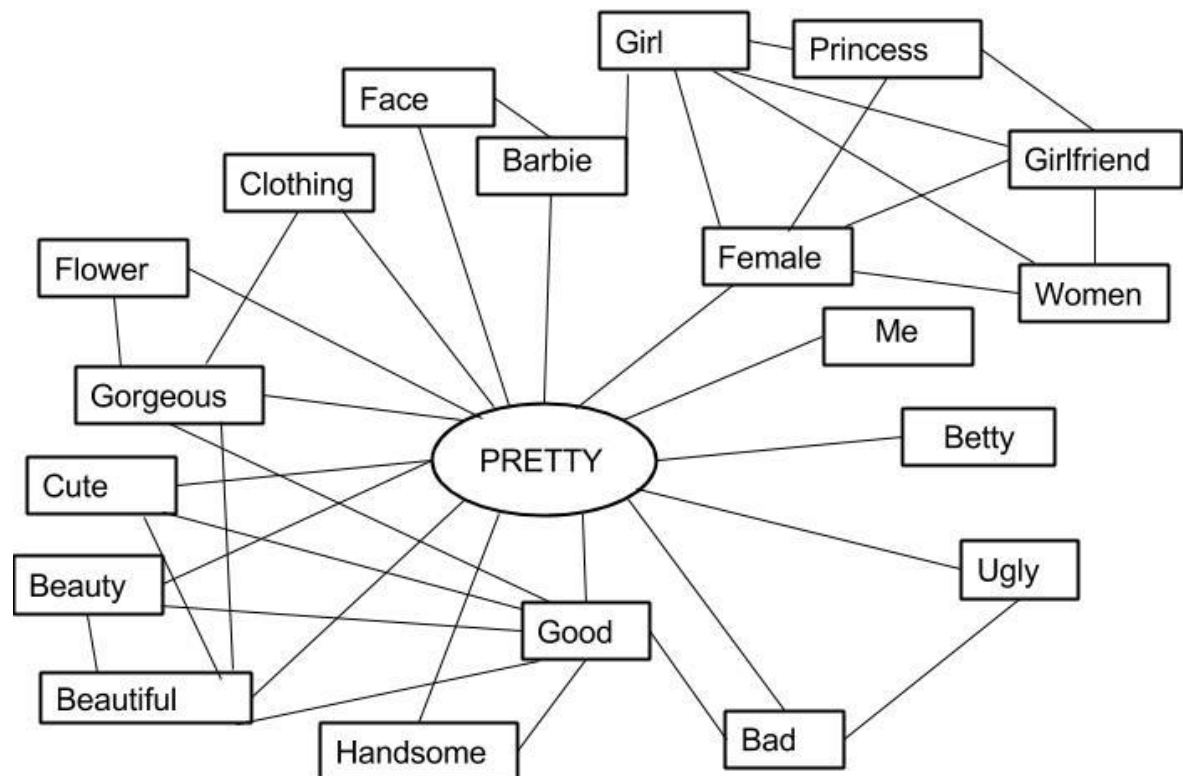 Girl
Princess
Face
Barbie
Girlfriend
Clothing
Flower
Female
Women
Me
Gorgeous
PRETTY
Betty
Cute
Beauty
Ugly
Good
Beautiful
Handsome
Bad